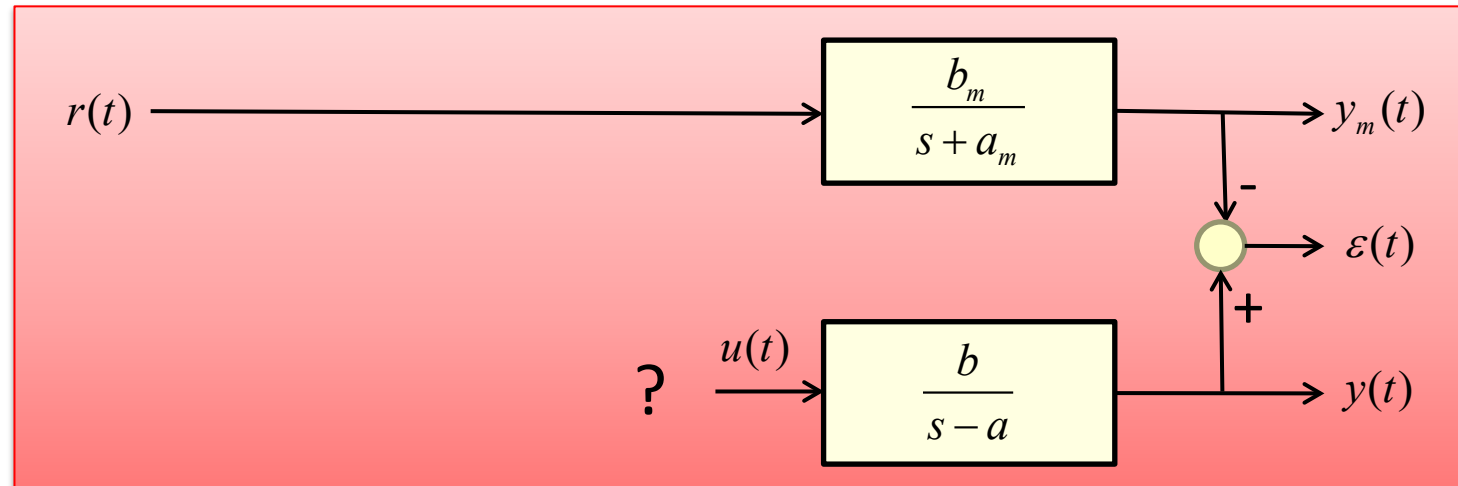 r(t)
b_m
s + a_m
y_m(t)
-
ε(t)
+
?
u(t)
b
s − a
y(t)